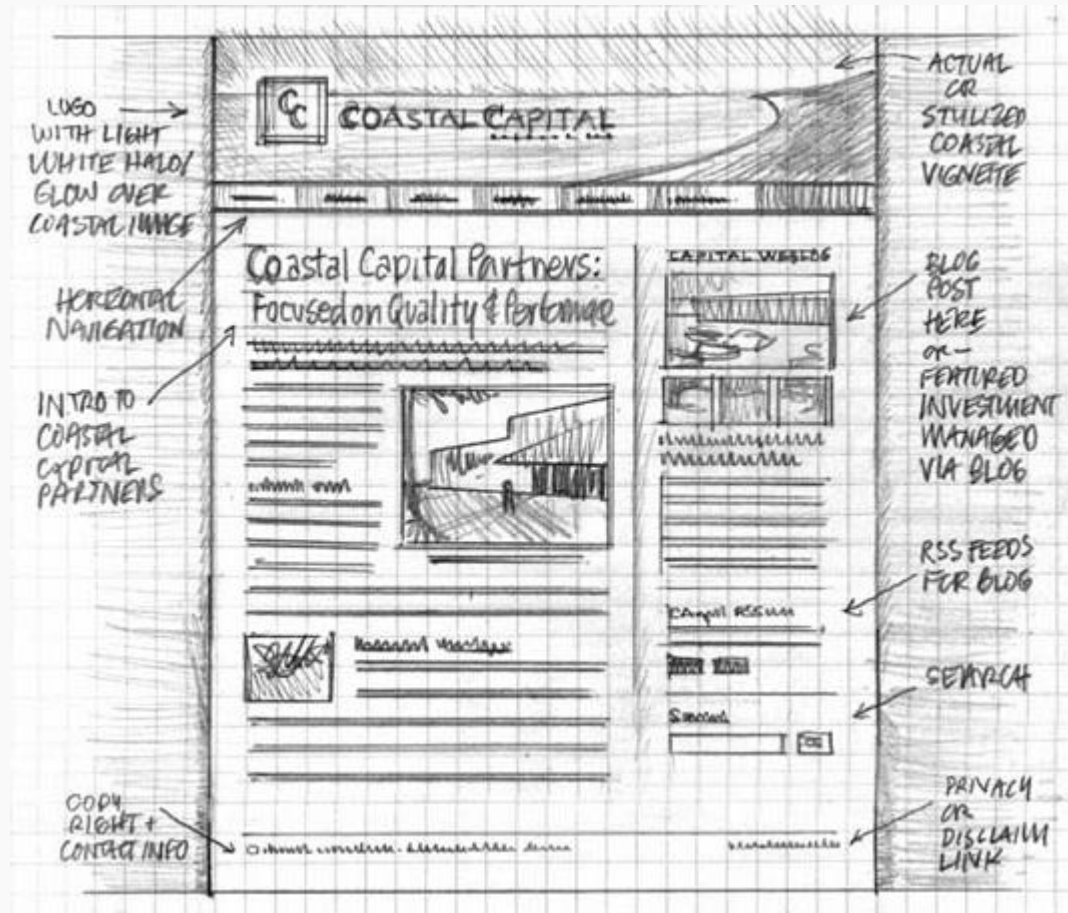 LOGO
WITH LIGHT
WHITE HALO/
GLOW OVER
COASTAL IMAGE
HORIZONTAL
NAVIGATION
INTRO TO
COASTAL
CAPITAL
PARTNERS
COPY
RIGHT +
CONTACT INFO
CC
COASTAL CAPITAL
Coastal Capital Partners:
Focused on Quality & Performance
CAPITAL WEBLOG
RSS
Search
ACTUAL
OR
STYLIZED
COASTAL
VIGNETTE
BLOG
POST
HERE
OR—
FEATURED
INVESTMENT
MANAGED
VIA BLOG
RSS FEEDS
FOR BLOG
SEARCH
PRIVACY
OR
DISCLAIM
LINK